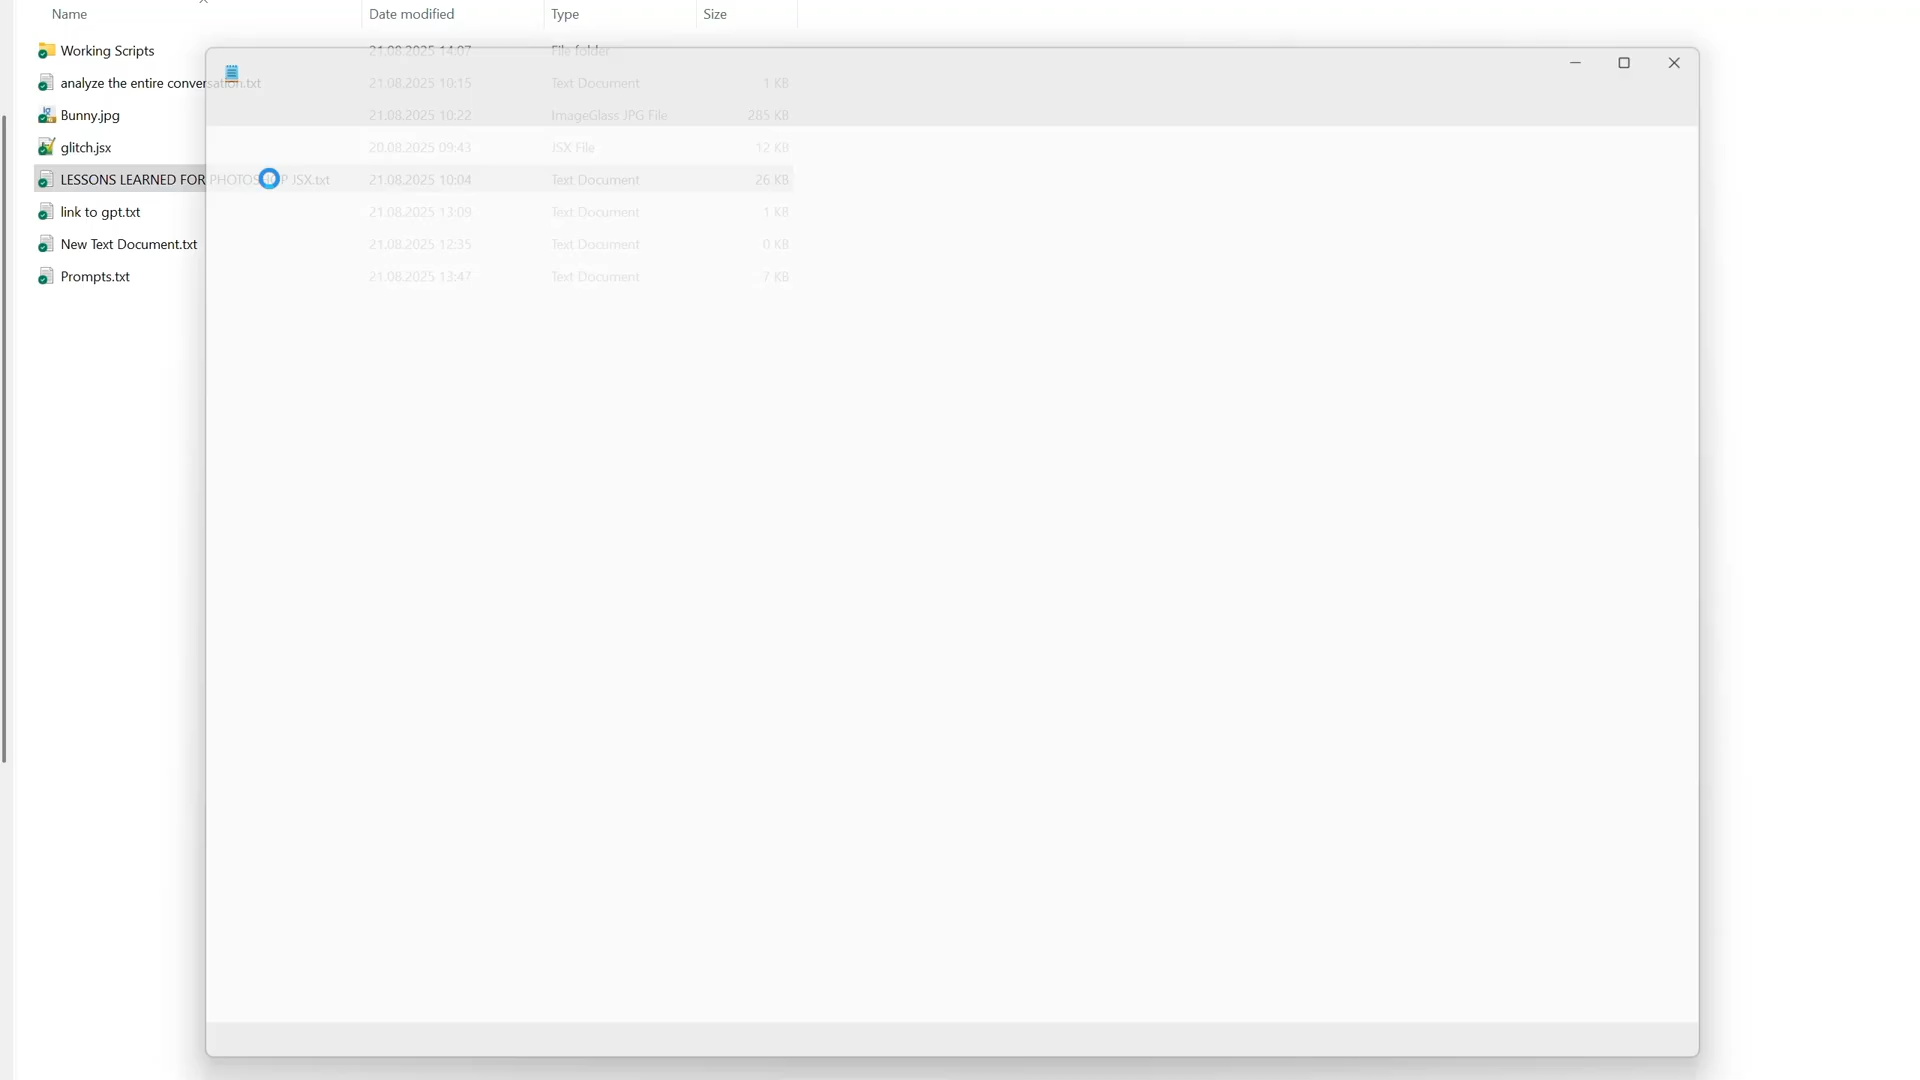 Name Date modified Type Size
Working Scripts 21.08.2025 14:07 File folder
analyze the entire conversation.txt 21.08.2025 10:15 Text Document 1 KB
Bunny.jpg 21.08.2025 10:22 ImageGlass JPG File 285 KB
glitch.jsx 20.08.2025 09:43 JSX File 12 KB
LESSONS LEARNED FOR PHOTOSHOP JSX.txt 21.08.2025 10:04 Text Document 26 KB
link to gpt.txt 21.08.2025 13:09 Text Document 1 KB
New Text Document.txt 21.08.2025 12:35 Text Document 0 KB
Prompts.txt 21.08.2025 13:47 Text Document 7 KB